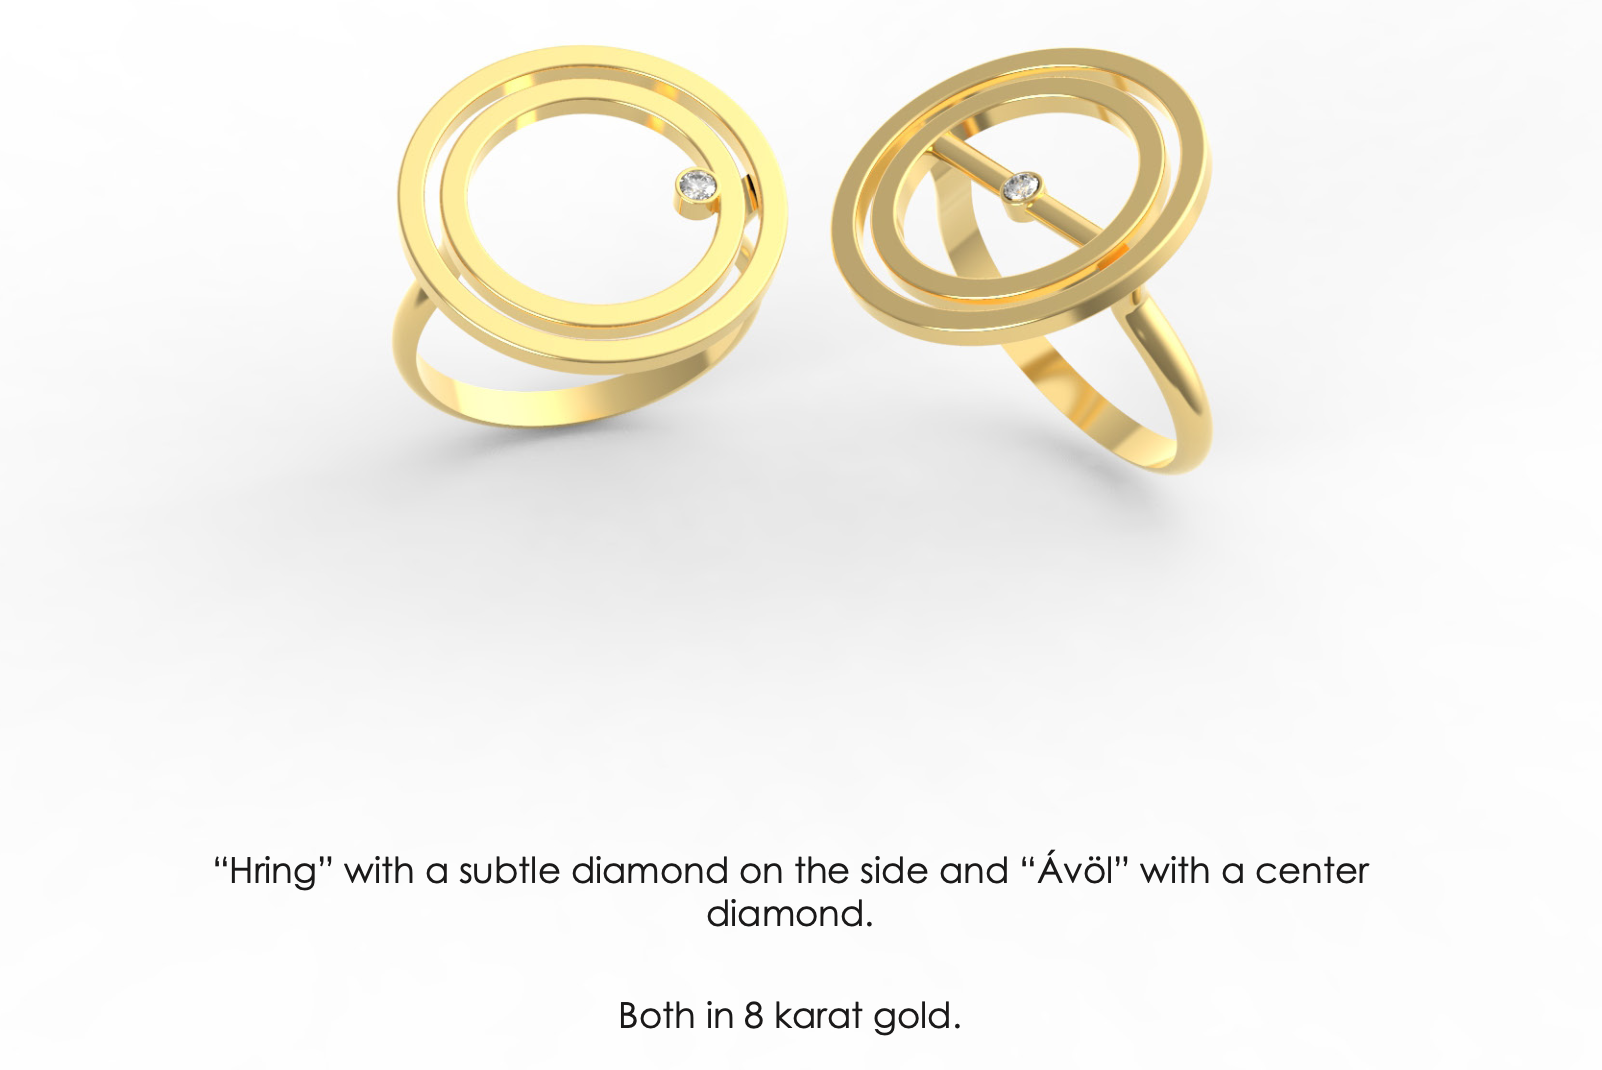 “Hring” with a subtle diamond on the side and “Ávöl” with a center
diamond.
Both in 8 karat gold.